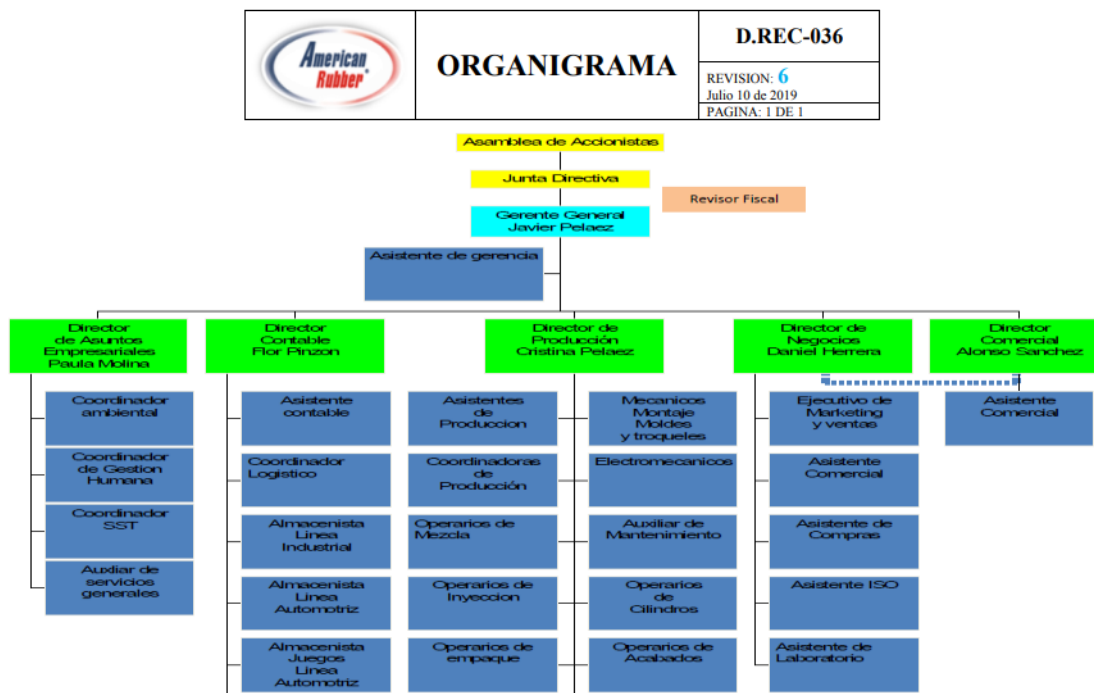 American
Rubber®
ORGANIGRAMA
D.REC-036
REVISION: 6
Julio 10 de 2019
PAGINA: 1 DE 1
Asamblea de Accionistas
Junta Directiva
Revisor Fiscal
Gerente General
Javier Pelaez
Asistente de gerencia
Director
de Asuntos
Empresariales
Paula Molina
Director
Contable
Flor Pinzon
Director de
Producción
Cristina Pelaez
Director de
Negocios
Daniel Herrera
Director
Comercial
Alonso Sanchez
Coordinador
ambiental
Asistente
contable
Asistentes
de
Produccion
Mecanicos
Montaje
Moldes
y troqueles
Ejecutivo de
Marketing
y ventas
Asistente
Comercial
Coordinador
de Gestion
Humana
Coordinador
Logístico
Coordinadoras
de
Producción
Electromecanicos
Asistente
Comercial
Coordinador
SST
Almacenista
Linea
Industrial
Operarios de
Mezcla
Auxiliar de
Mantenimiento
Asistente de
Compras
Auxliar de
servicios
generales
Almacenista
Linea
Automotriz
Operarios de
Inyeccion
Operarios
de
Cilindros
Asistente ISO
Almacenista
Juegos
Linea
Automotriz
Operarios de
empaque
Operarios de
Acabados
Asistente de
Laboratorio